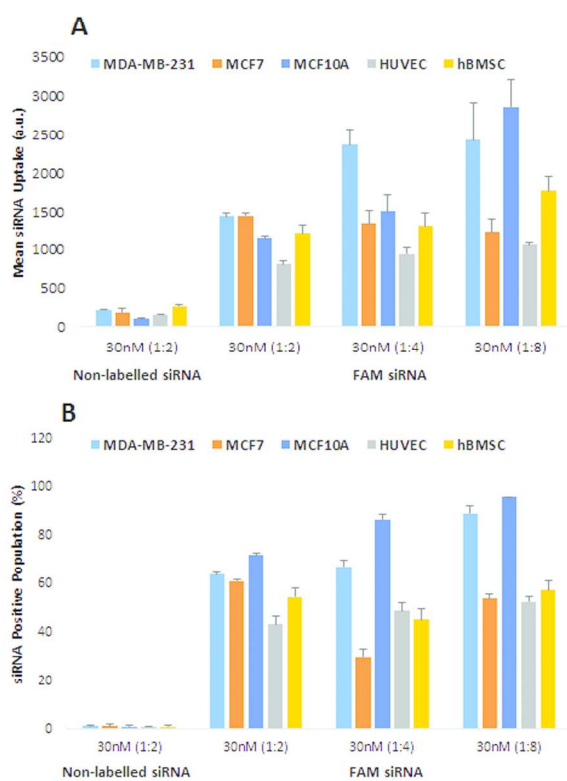 A
3500
MDA-MB-231 MCF7 MCF10A HUVEC hBMSC
3000
2500
2000
1500
1000
500
0
Mean siRNA Uptake (a.u.)
30nM (1:2) 30nM (1:2) 30nM (1:4) 30nM (1:8)
Non-labelled siRNA FAM siRNA
B
120
MDA-MB-231 MCF7 MCF10A HUVEC hBMSC
100
80
60
40
20
0
siRNA Positive Population (%)
30nM (1:2) 30nM (1:2) 30nM (1:4) 30nM (1:8)
Non-labelled siRNA FAM siRNA